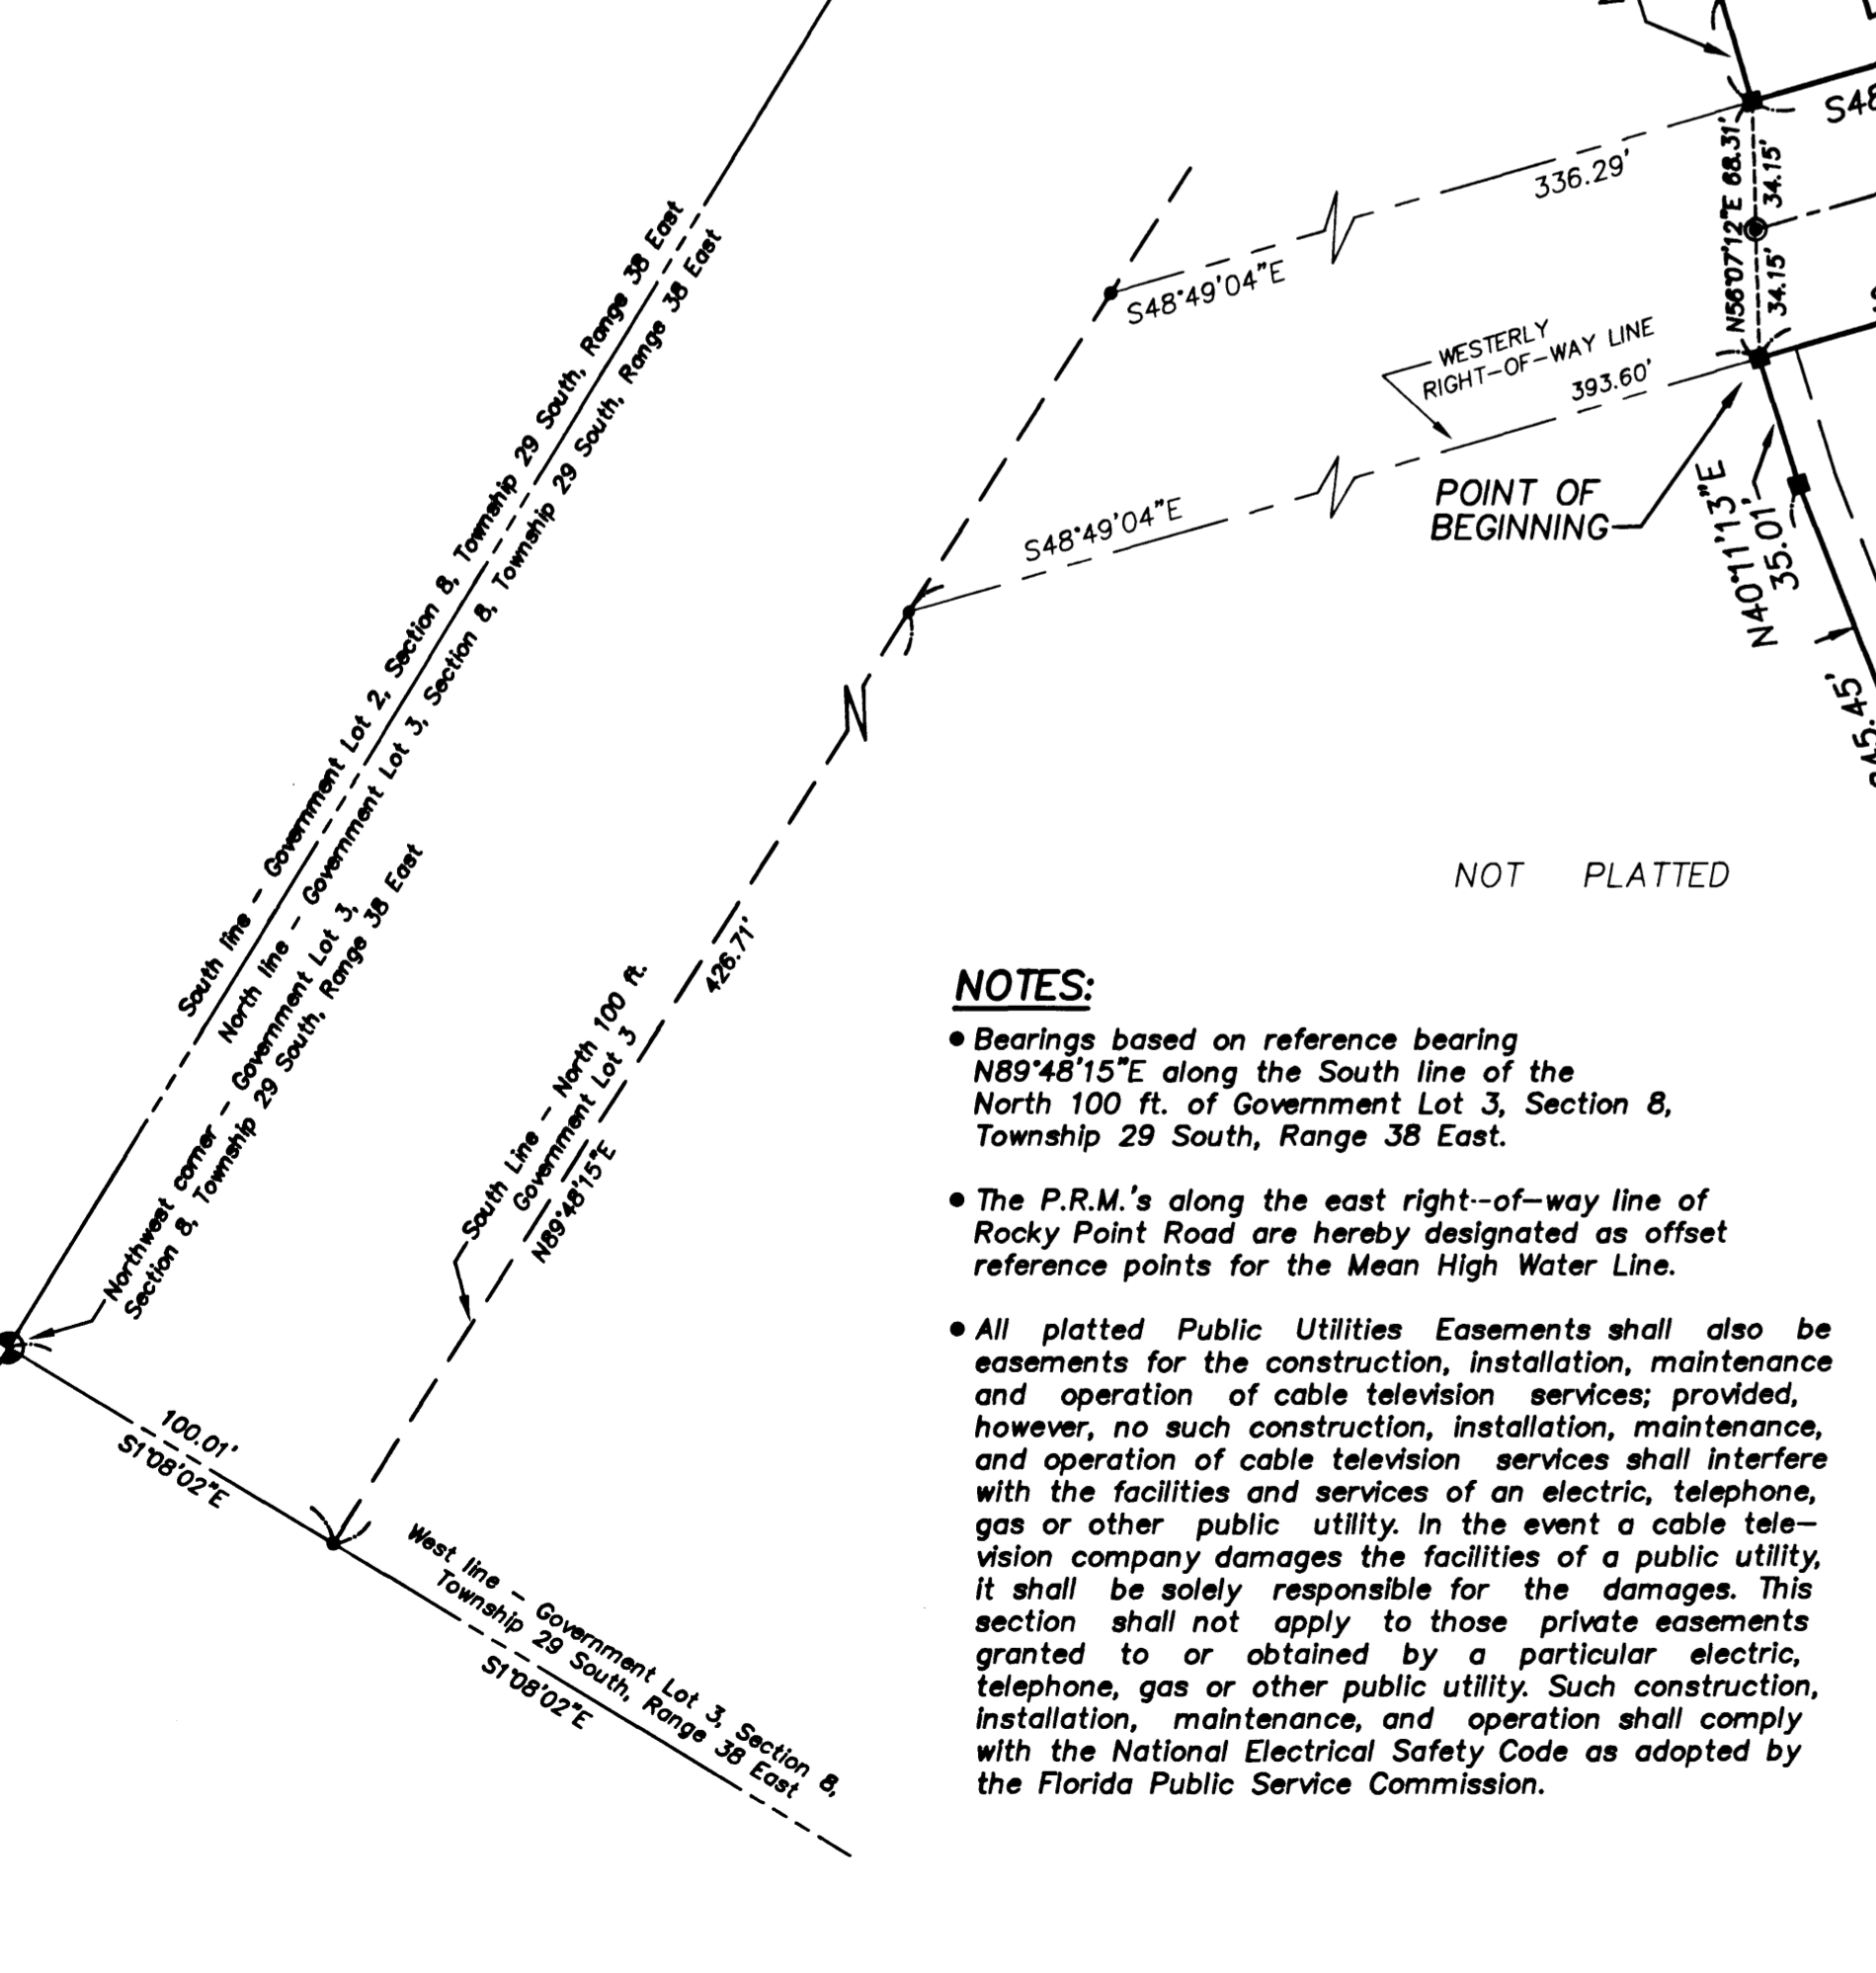 South line – Government Lot 2, Section 8, Township 29 South, Range 38 East
North line – Government Lot 3, Section 8, Township 29 South, Range 38 East
Northwest corner – Government Lot 3,
Section 8, Township 29 South, Range 38 East
100.01'
S1°08'02"E
West line – Government Lot 3, Section 8,
Township 29 South, Range 38 East
S1°08'02"E
South Line – North 100 ft.
Government Lot 3
N89°48'15"E
426.71'
S48°49'04"E
336.29'
S48°49'04"E
393.60'
WESTERLY
RIGHT-OF-WAY LINE
N56°07'12"E 68.31'
34.15'
34.15'
S48
POINT OF
BEGINNING
N40°11'13"E
35.01'
NOT PLATTED
NOTES:
• Bearings based on reference bearing
N89°48'15"E along the South line of the
North 100 ft. of Government Lot 3, Section 8,
Township 29 South, Range 38 East.
• The P.R.M.'s along the east right--of-way line of
Rocky Point Road are hereby designated as offset
reference points for the Mean High Water Line.
• All platted Public Utilities Easements shall also be
easements for the construction, installation, maintenance
and operation of cable television services; provided,
however, no such construction, installation, maintenance,
and operation of cable television services shall interfere
with the facilities and services of an electric, telephone,
gas or other public utility. In the event a cable tele-
vision company damages the facilities of a public utility,
it shall be solely responsible for the damages. This
section shall not apply to those private easements
granted to or obtained by a particular electric,
telephone, gas or other public utility. Such construction,
installation, maintenance, and operation shall comply
with the National Electrical Safety Code as adopted by
the Florida Public Service Commission.